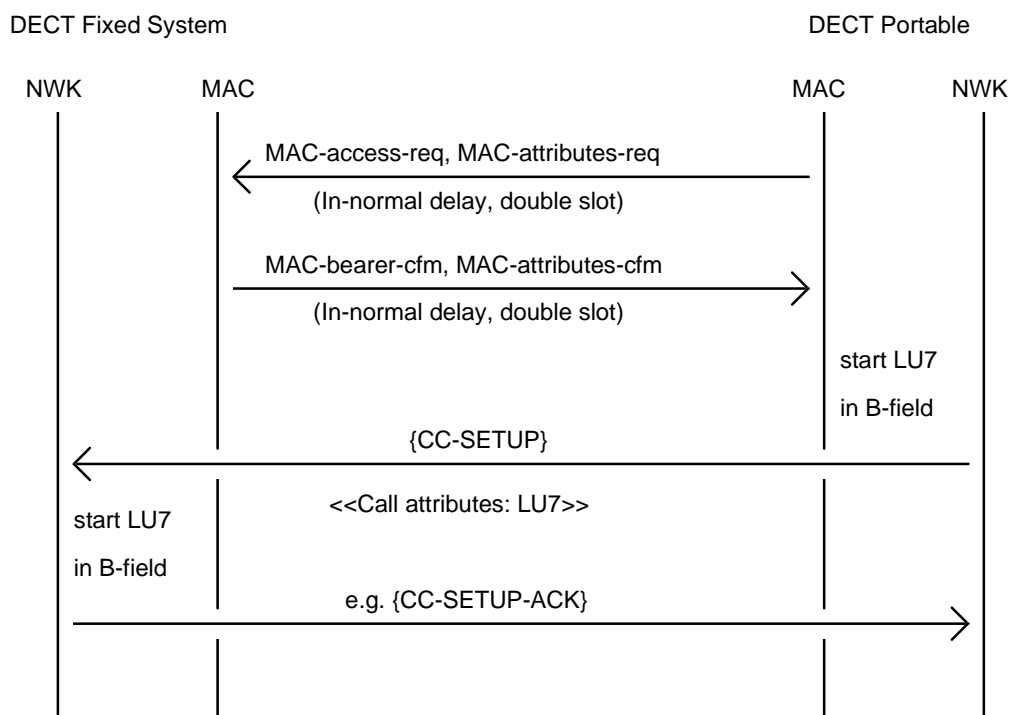 DECT Fixed System DECT Portable
NWK MAC MAC NWK
MAC-access-req, MAC-attributes-req
(In-normal delay, double slot)
MAC-bearer-cfm, MAC-attributes-cfm
(In-normal delay, double slot)
start LU7
in B-field
{CC-SETUP}
<<Call attributes: LU7>>
start LU7
in B-field
e.g. {CC-SETUP-ACK}